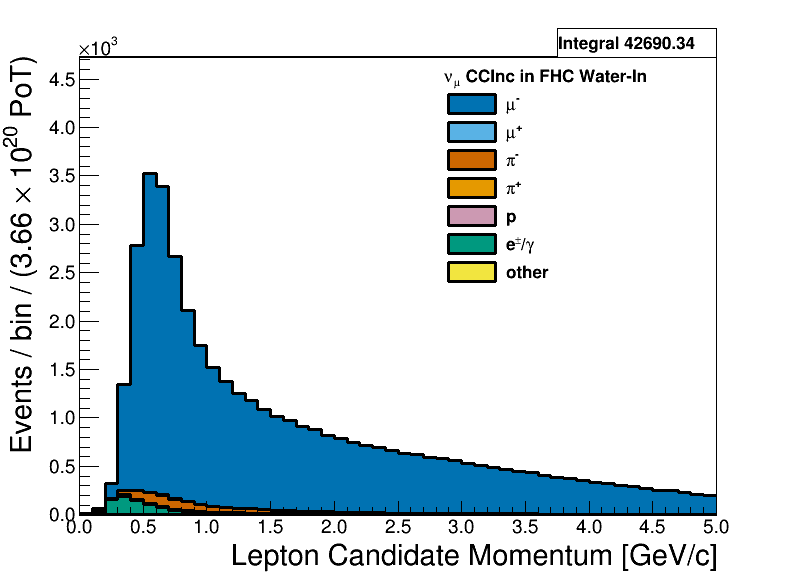 Integral 42690.34
×10³
ν_μ CCInc in FHC Water-In
μ⁻
μ⁺
π⁻
π⁺
p
e^±/γ
other
Events / bin / (3.66 × 10²⁰ PoT)
4.5
4.0
3.5
3.0
2.5
2.0
1.5
1.0
0.5
0.0
0.0 0.5 1.0 1.5 2.0 2.5 3.0 3.5 4.0 4.5 5.0
Lepton Candidate Momentum [GeV/c]